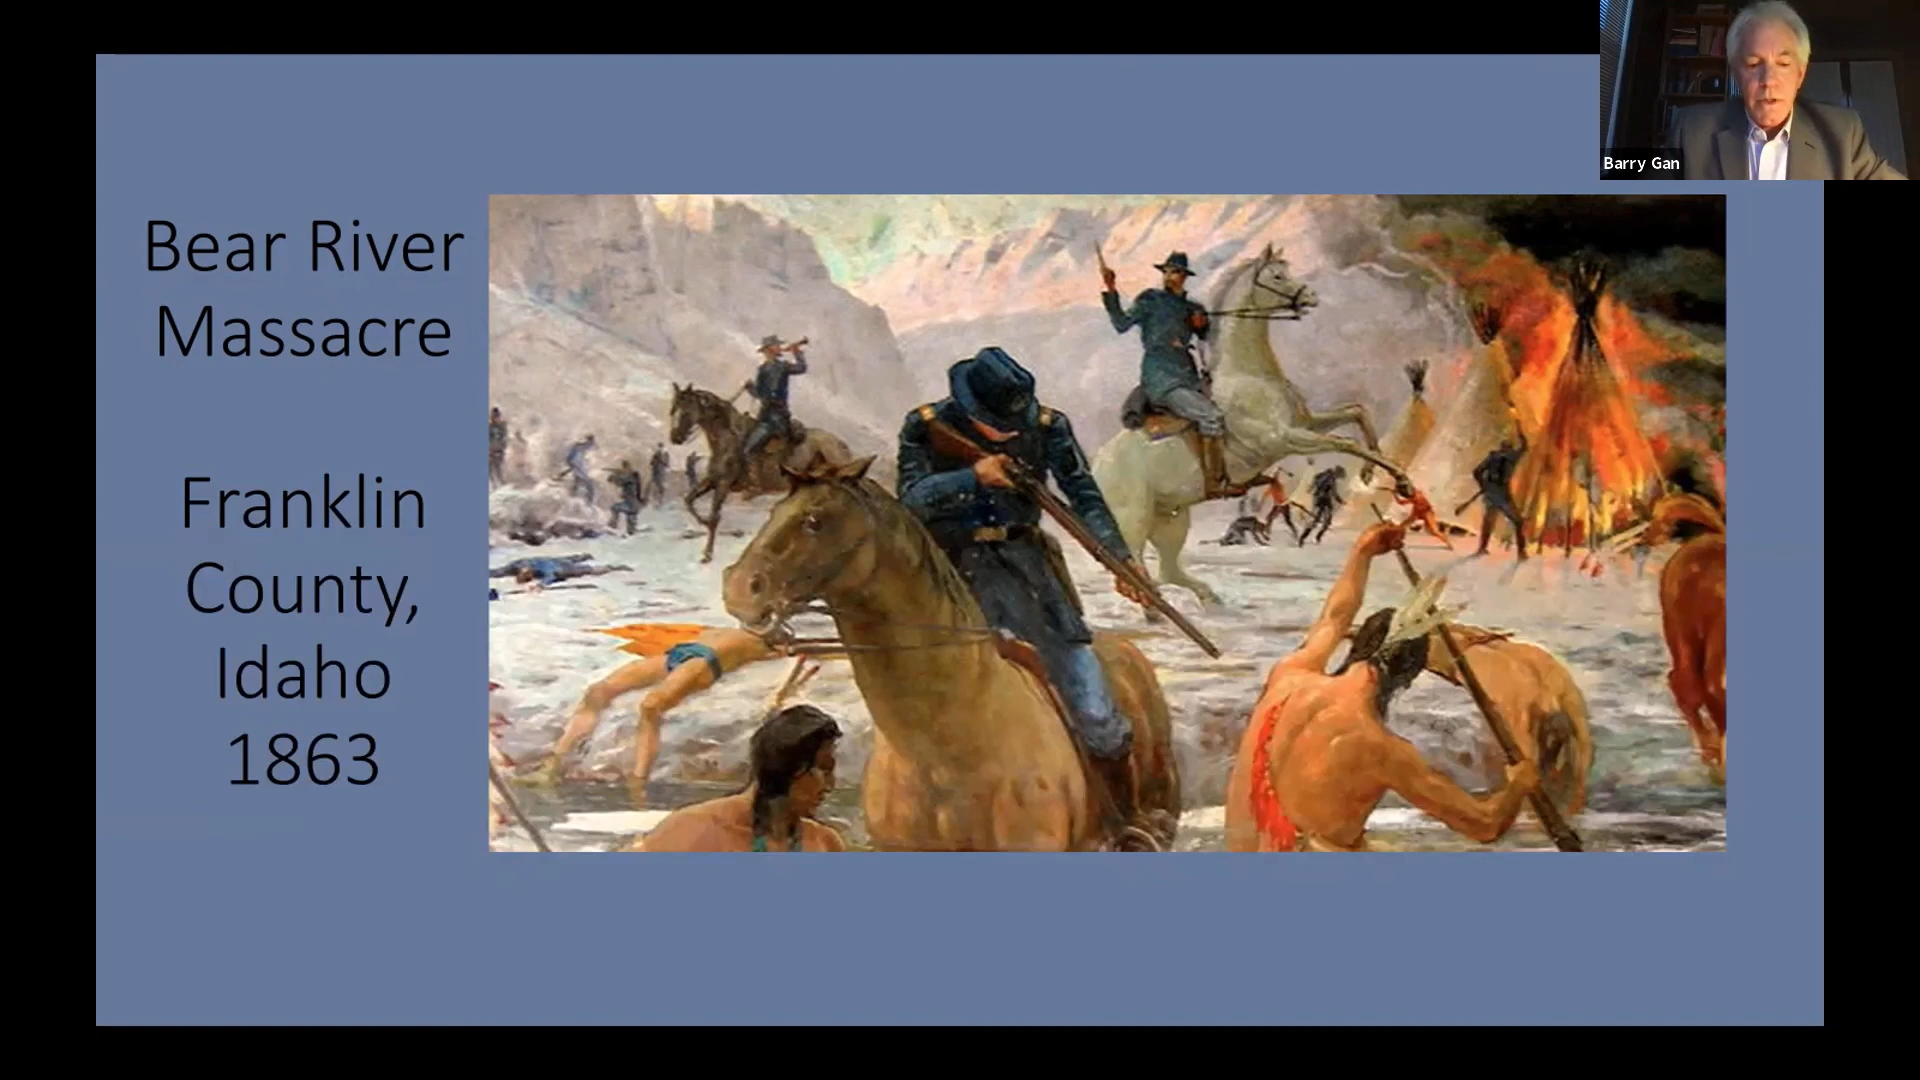 Bear River
Massacre
Franklin
County,
Idaho
1863
Barry Gan